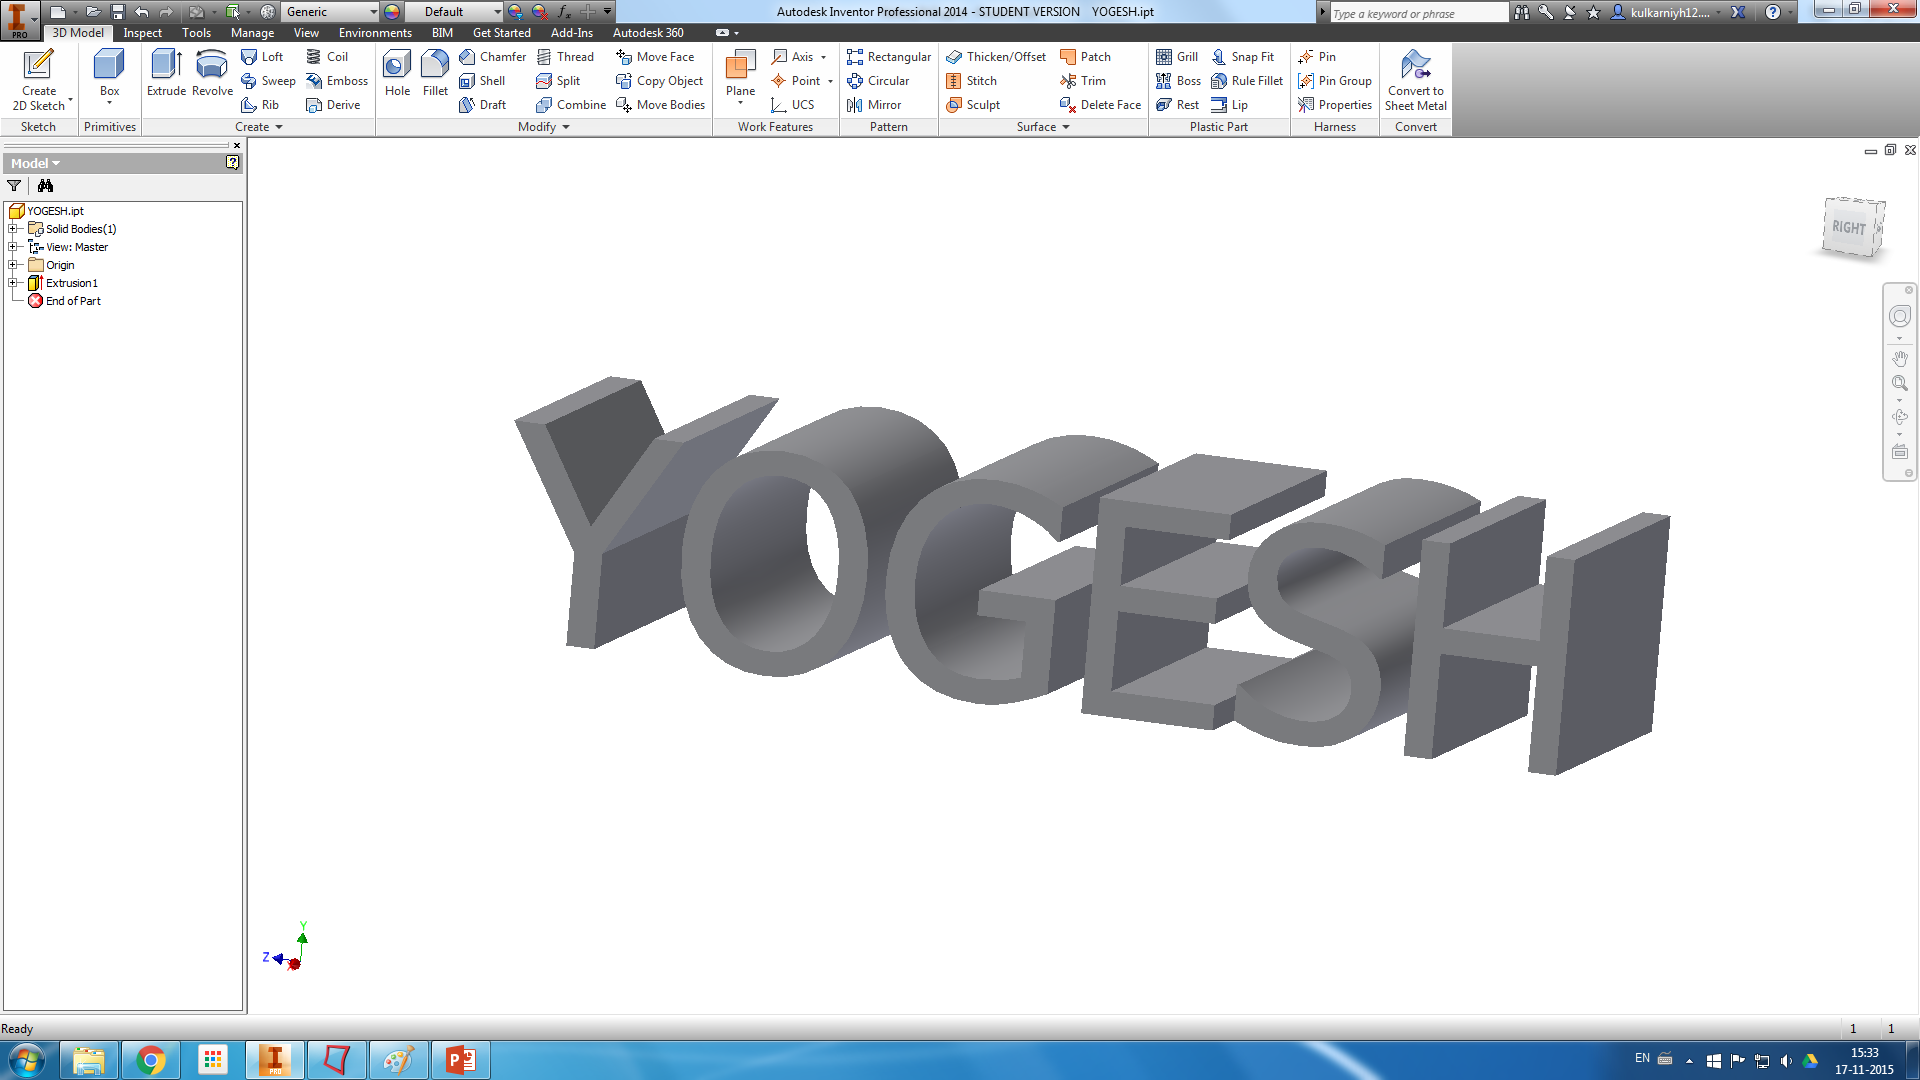 Generic
Default
Autodesk Inventor Professional 2014 - STUDENT VERSION YOGESH.ipt
Type a keyword or phrase
kulkarniyh12....
PRO
3D Model Inspect Tools Manage View Environments BIM Get Started Add-Ins Autodesk 360
Create
2D Sketch
Box
Extrude
Revolve
Loft
Sweep
Rib
Coil
Emboss
Derive
Hole
Fillet
Chamfer
Shell
Draft
Thread
Split
Combine
Move Face
Copy Object
Move Bodies
Plane
Axis
Point
UCS
Rectangular
Circular
Mirror
Thicken/Offset
Stitch
Sculpt
Patch
Trim
Delete Face
Grill
Boss
Rest
Snap Fit
Rule Fillet
Lip
Pin
Pin Group
Properties
Convert to
Sheet Metal
Sketch Primitives Create Modify Work Features Pattern Surface Plastic Part Harness Convert
Model
YOGESH.ipt
Solid Bodies(1)
View: Master
Origin
Extrusion1
End of Part
RIGHT
YOGESH
Y
Z
X
Ready
1 1
PRO
EN
15:33
17-11-2015